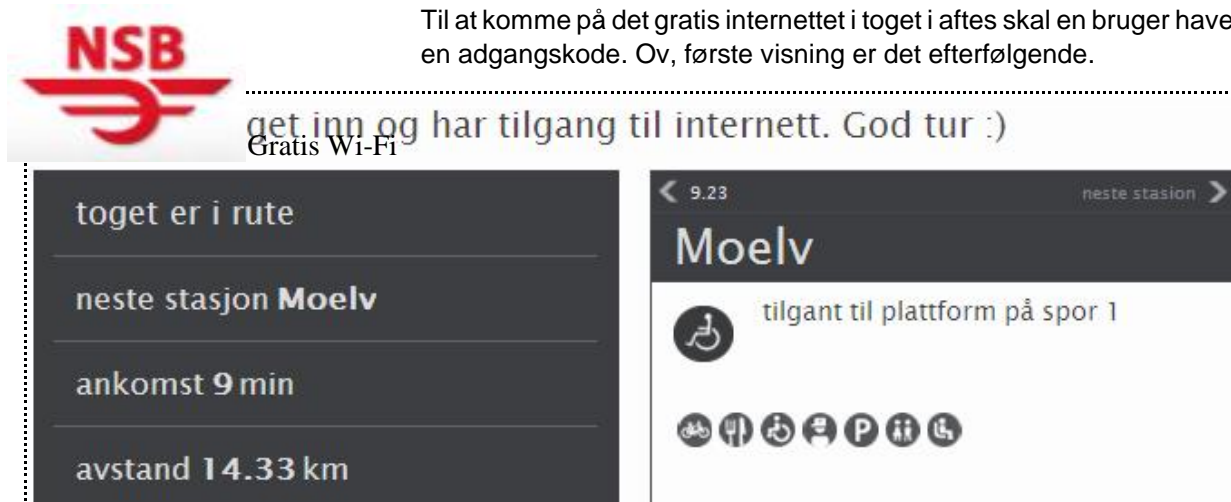 NSB
Til at komme på det gratis internettet i toget i aftes skal en bruger have
en adgangskode. Ov, første visning er det efterfølgende.
get inn og har tilgang til internett. God tur :)
Gratis Wi-Fi
toget er i rute
neste stasjon Moelv
ankomst 9 min
avstand 14.33 km
9.23
neste stasion
Moelv
tilgant til plattform på spor 1
P